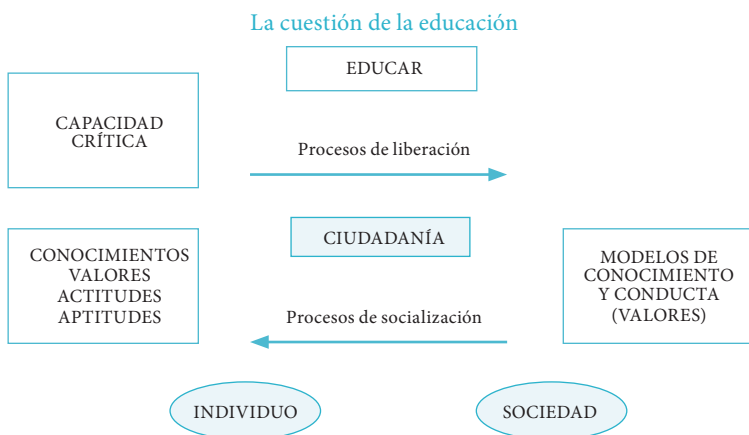 La cuestión de la educación
EDUCAR
CAPACIDAD
CRÍTICA
Procesos de liberación
CIUDADANÍA
CONOCIMIENTOS
VALORES
ACTITUDES
APTITUDES
MODELOS DE
CONOCIMIENTO
Y CONDUCTA
(VALORES)
Procesos de socialización
INDIVIDUO
SOCIEDAD